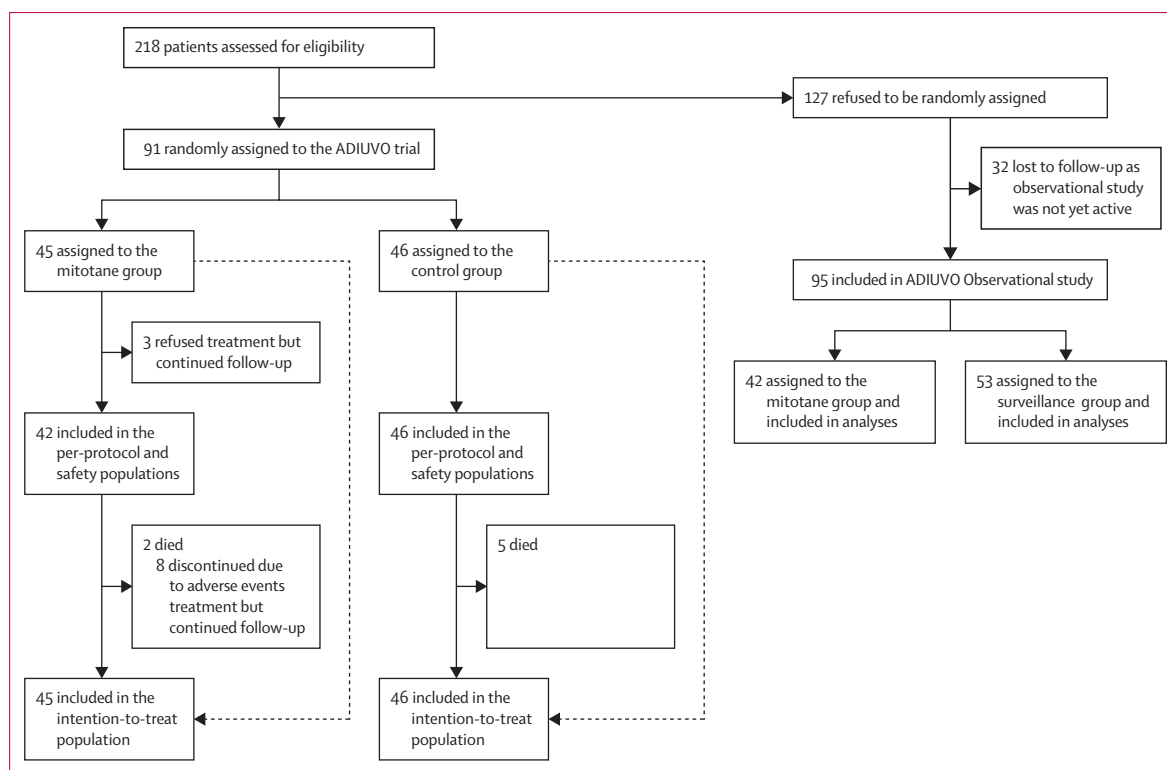 218 patients assessed for eligibility
127 refused to be randomly assigned
91 randomly assigned to the ADIUVO trial
32 lost to follow-up as
observational study
was not yet active
45 assigned to the
mitotane group
46 assigned to the
control group
95 included in ADIUVO Observational study
3 refused treatment but
continued follow-up
42 assigned to the
mitotane group and
included in analyses
53 assigned to the
surveillance group and
included in analyses
42 included in the
per-protocol and
safety populations
46 included in the
per-protocol and
safety populations
2 died
8 discontinued due
to adverse events
treatment but
continued follow-up
5 died
45 included in the
intention-to-treat
population
46 included in the
intention-to-treat
population